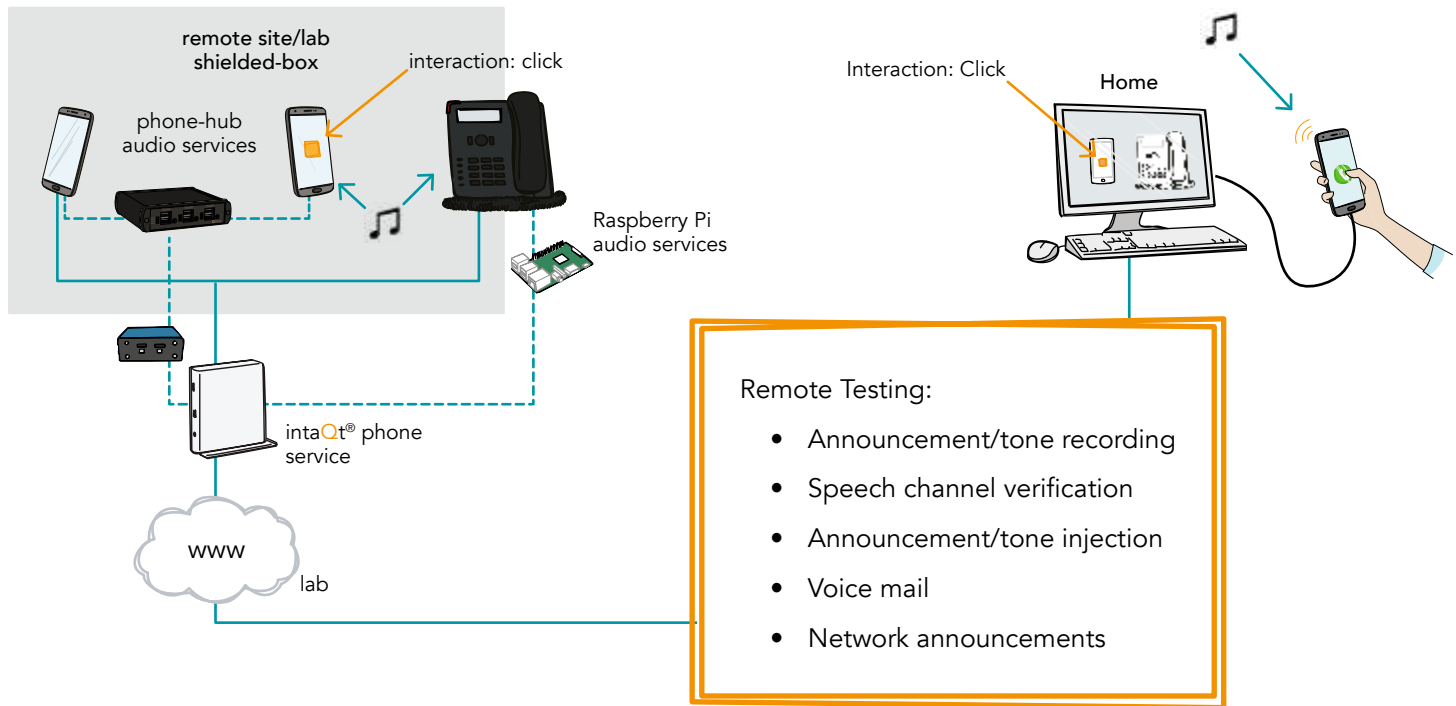 remote site/lab
shielded-box
interaction: click
phone-hub
audio services
Raspberry Pi
audio services
intaQt® phone
service
www
lab
Interaction: Click
Home
Remote Testing:
• Announcement/tone recording
• Speech channel verification
• Announcement/tone injection
• Voice mail
• Network announcements